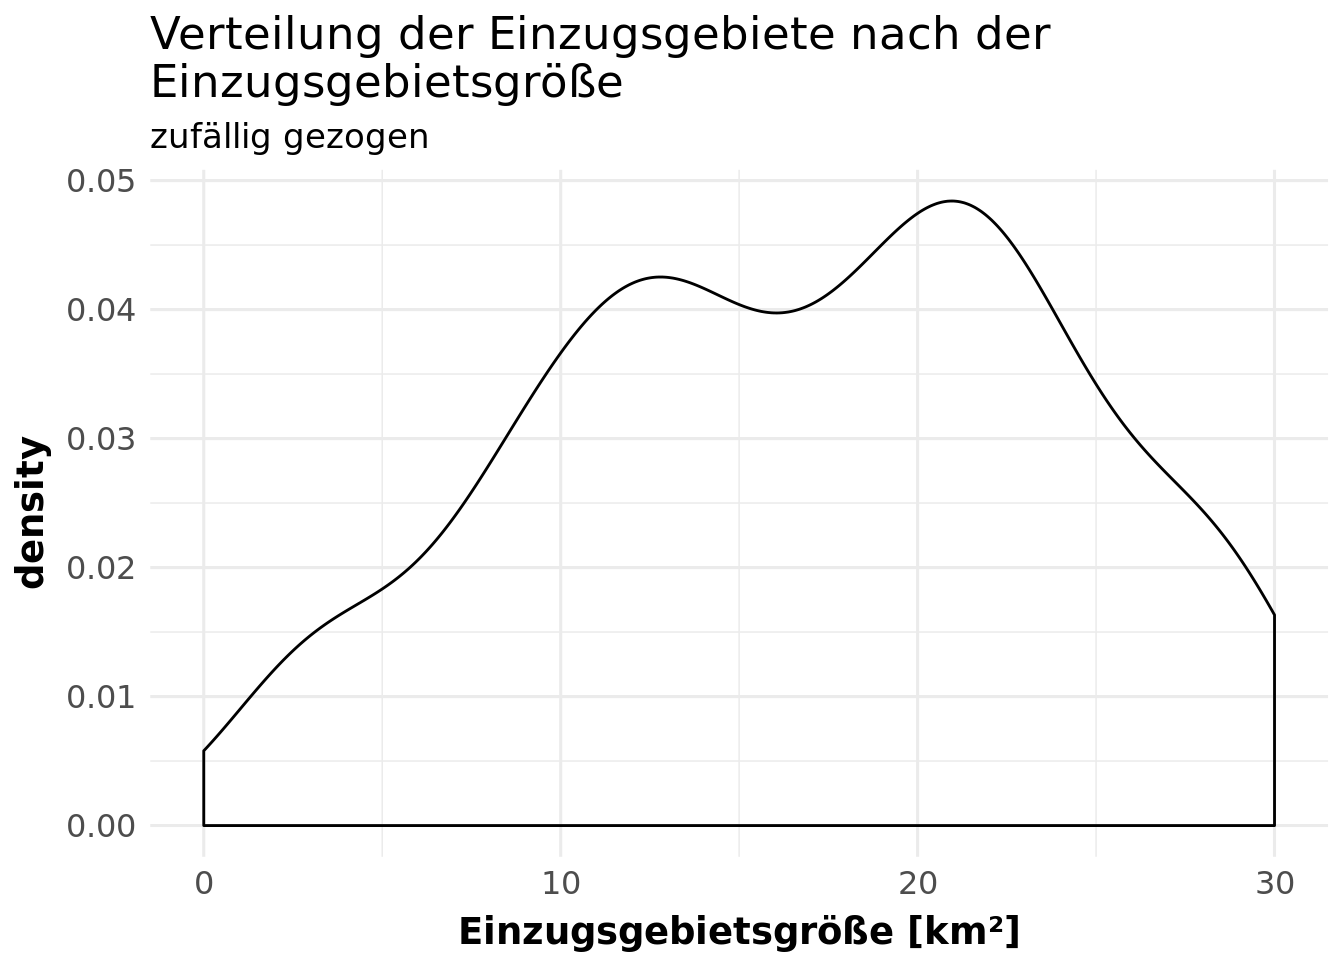 Verteilung der Einzugsgebiete nach der
Einzugsgebietsgröße
zufällig gezogen
0.05
0.04
0.03
0.02
0.01
0.00
density
0
10
20
30
Einzugsgebietsgröße [km²]